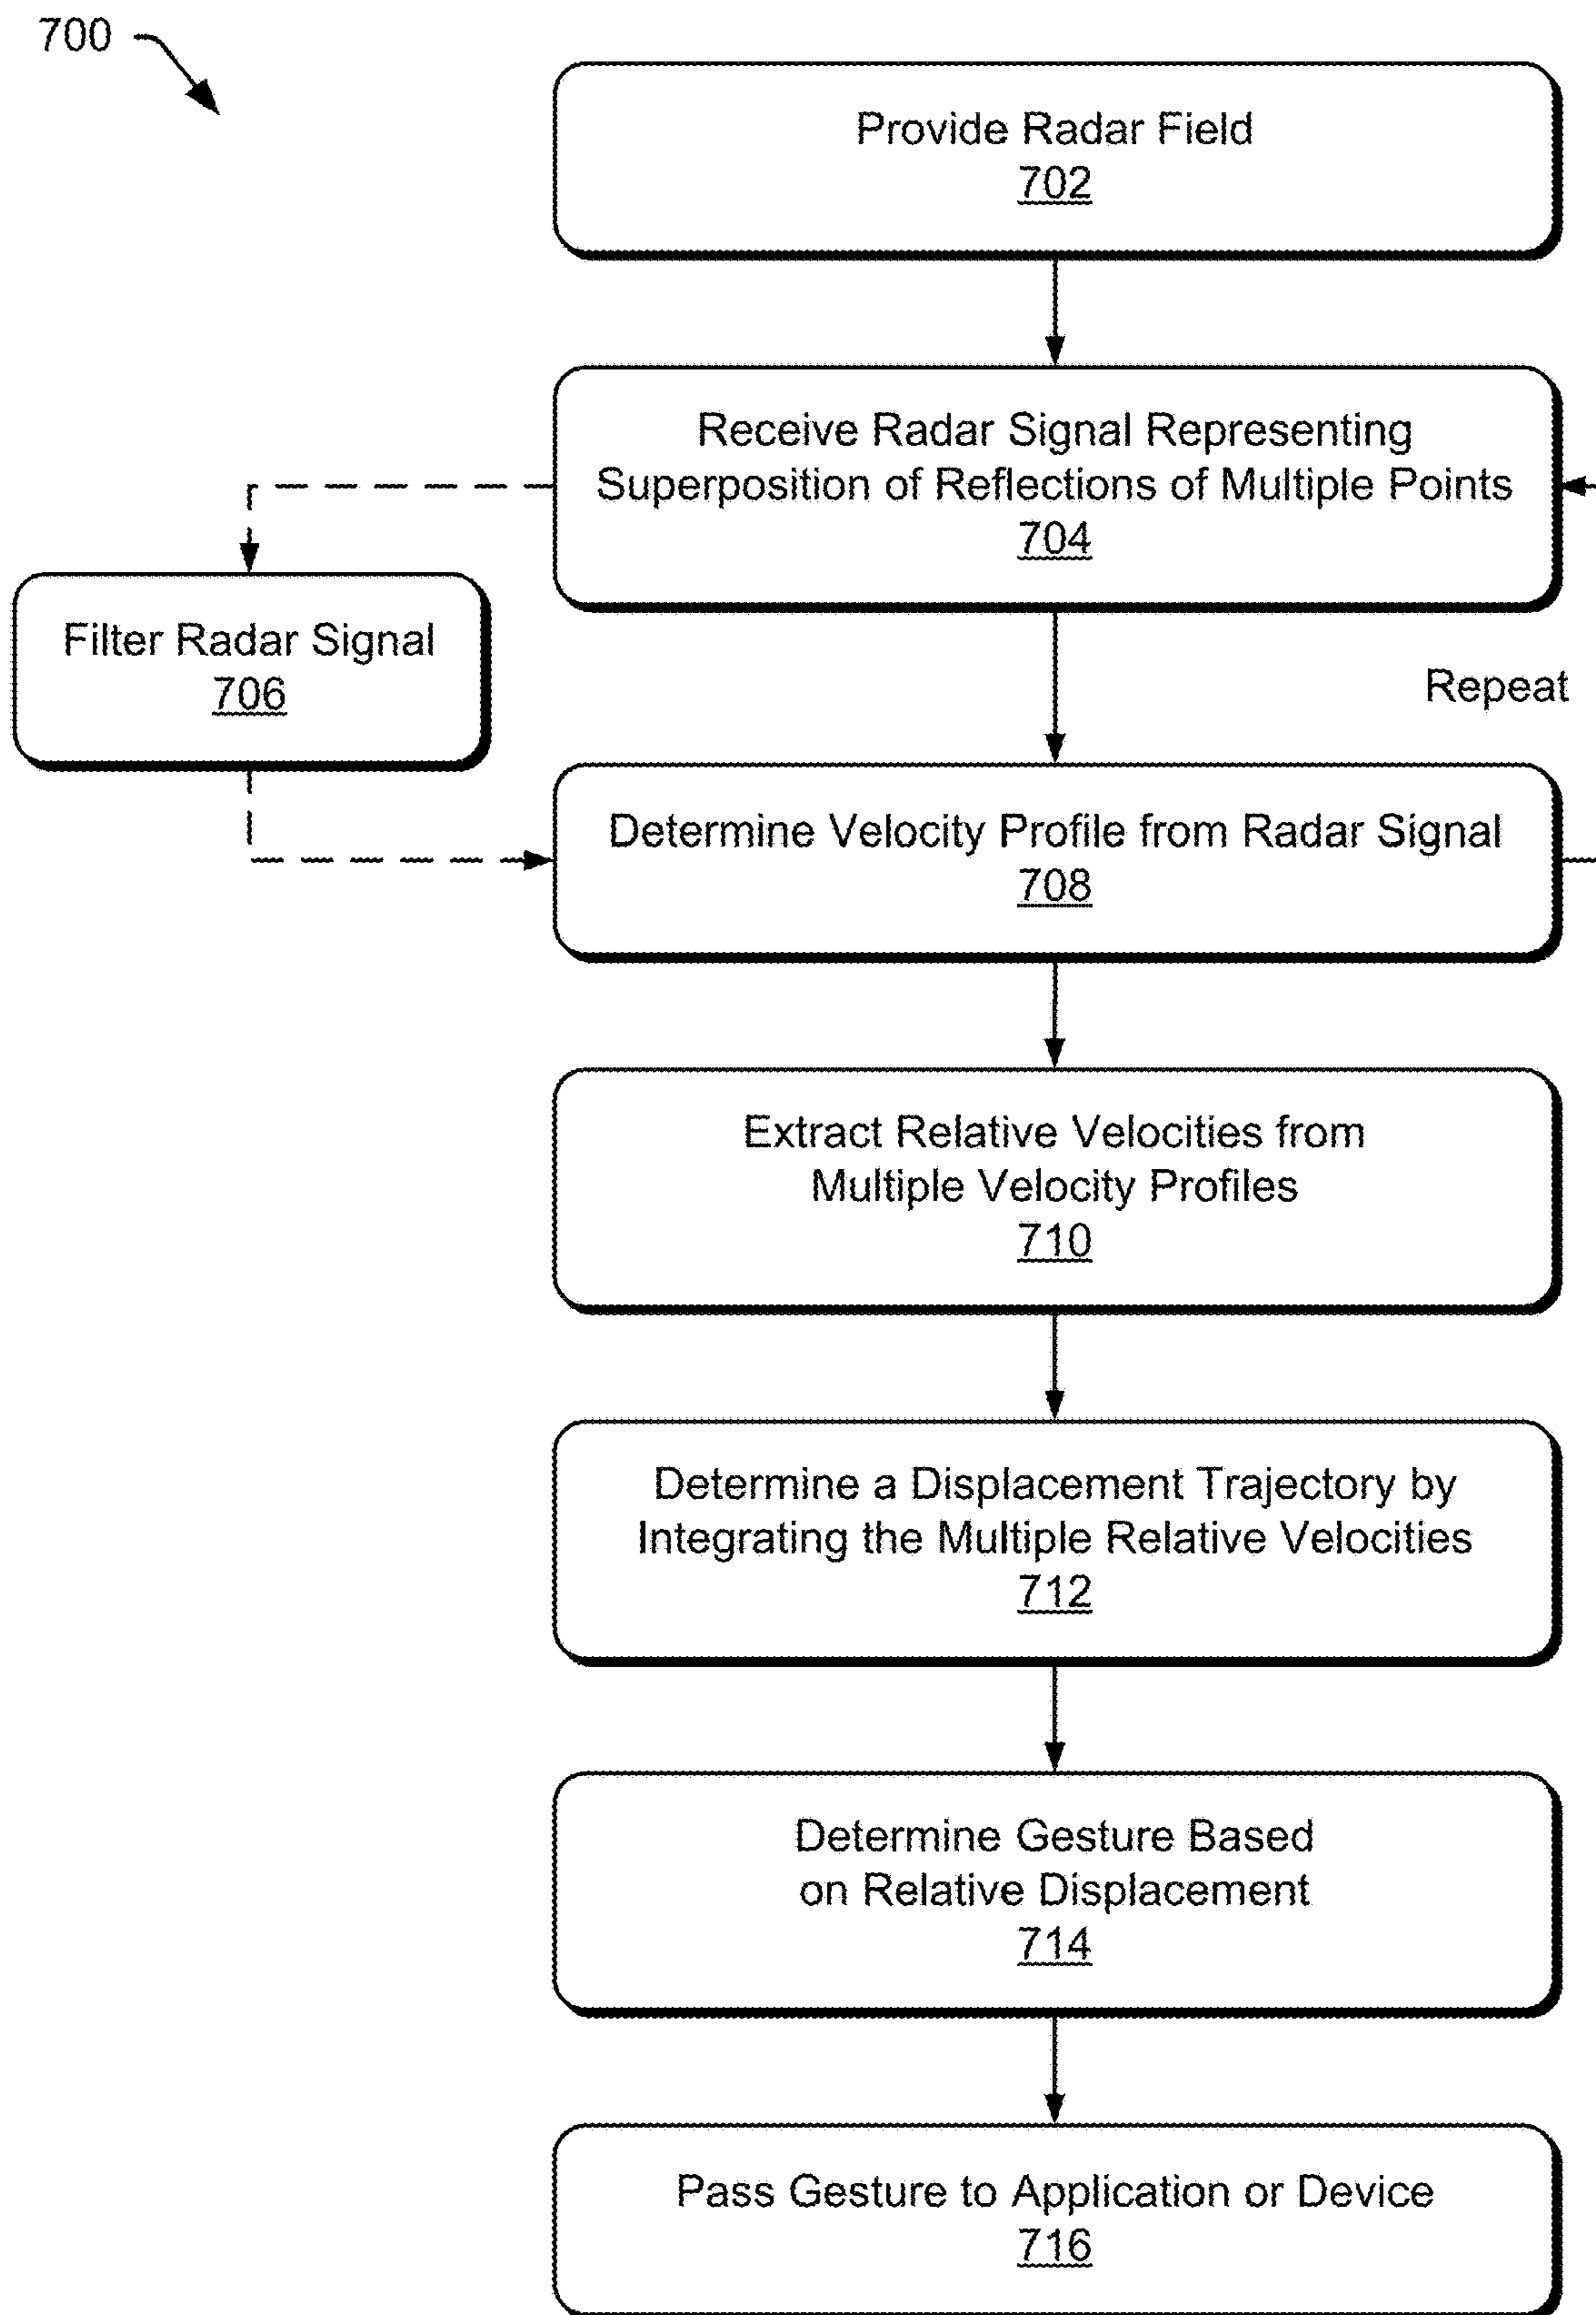 700
Provide Radar Field
702
Receive Radar Signal Representing
Superposition of Reflections of Multiple Points
704
Filter Radar Signal
706
Repeat
Determine Velocity Profile from Radar Signal
708
Extract Relative Velocities from
Multiple Velocity Profiles
710
Determine a Displacement Trajectory by
Integrating the Multiple Relative Velocities
712
Determine Gesture Based
on Relative Displacement
714
Pass Gesture to Application or Device
716